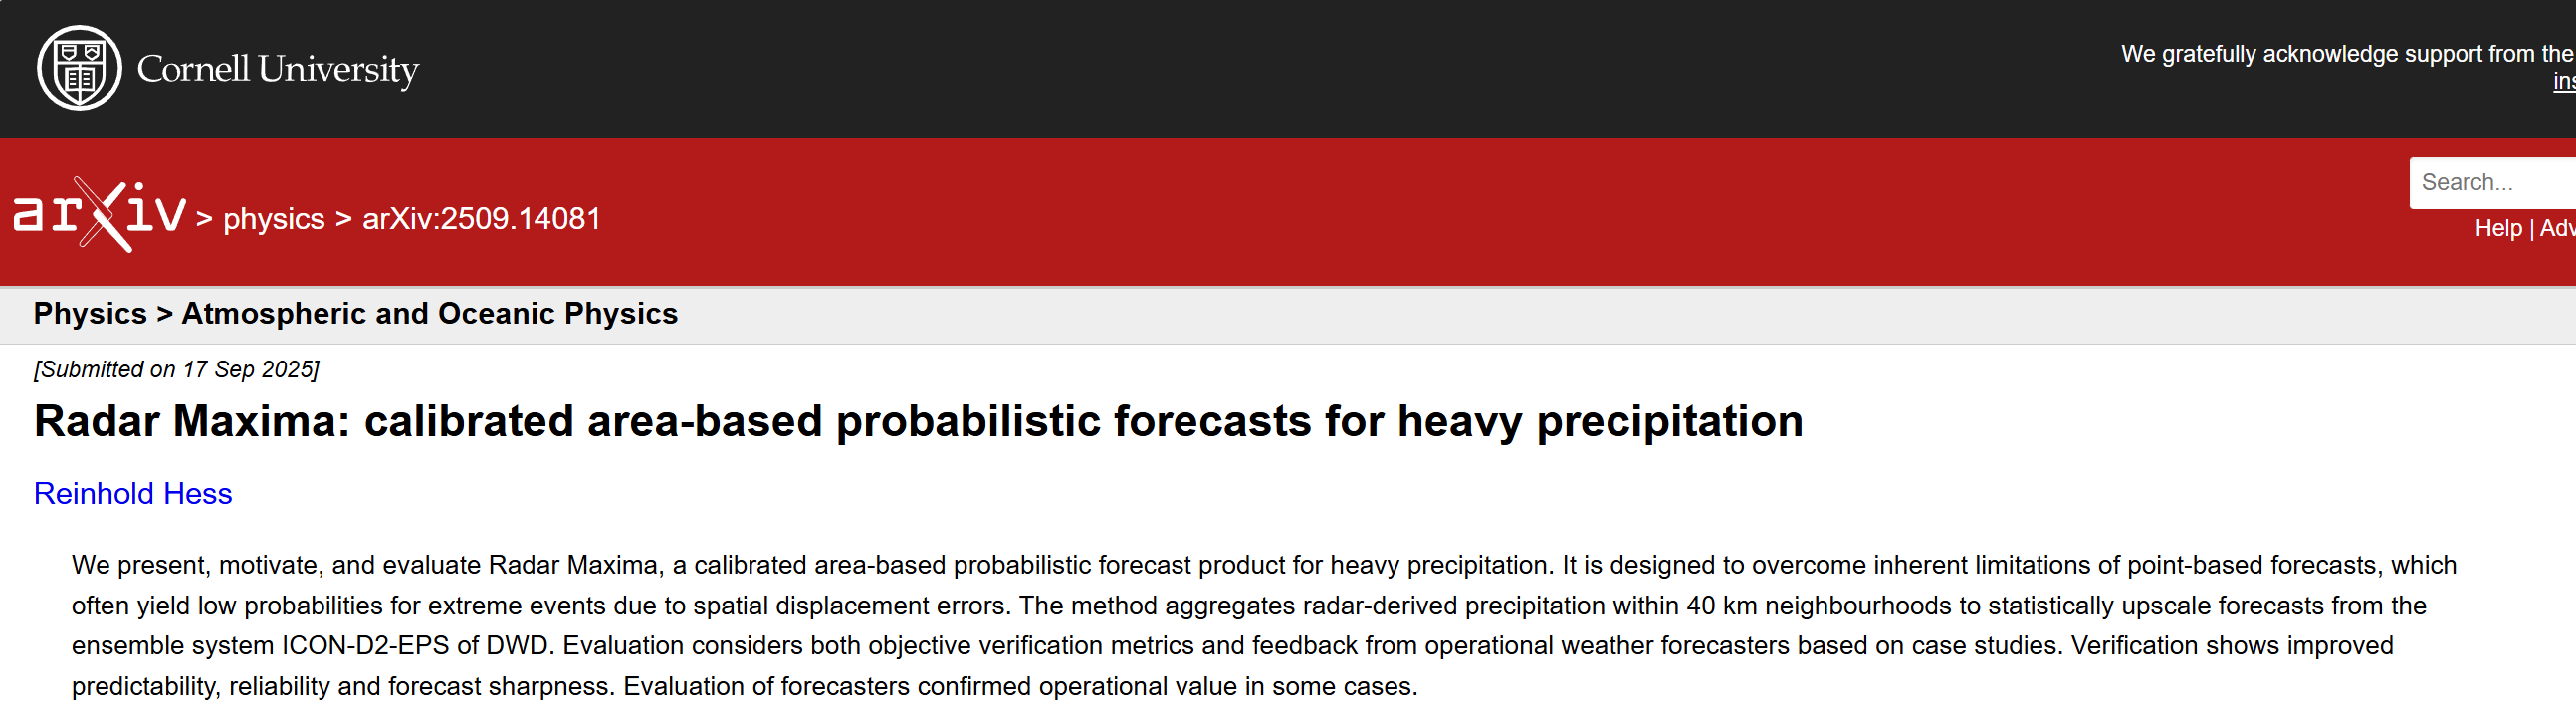 Cornell University
We gratefully acknowledge support from the
arXiv > physics > arXiv:2509.14081
Search...
Help |
Physics > Atmospheric and Oceanic Physics
[Submitted on 17 Sep 2025]
Radar Maxima: calibrated area-based probabilistic forecasts for heavy precipitation
Reinhold Hess
We present, motivate, and evaluate Radar Maxima, a calibrated area-based probabilistic forecast product for heavy precipitation. It is designed to overcome inherent limitations of point-based forecasts, which
often yield low probabilities for extreme events due to spatial displacement errors. The method aggregates radar-derived precipitation within 40 km neighbourhoods to statistically upscale forecasts from the
ensemble system ICON-D2-EPS of DWD. Evaluation considers both objective verification metrics and feedback from operational weather forecasters based on case studies. Verification shows improved
predictability, reliability and forecast sharpness. Evaluation of forecasters confirmed operational value in some cases.